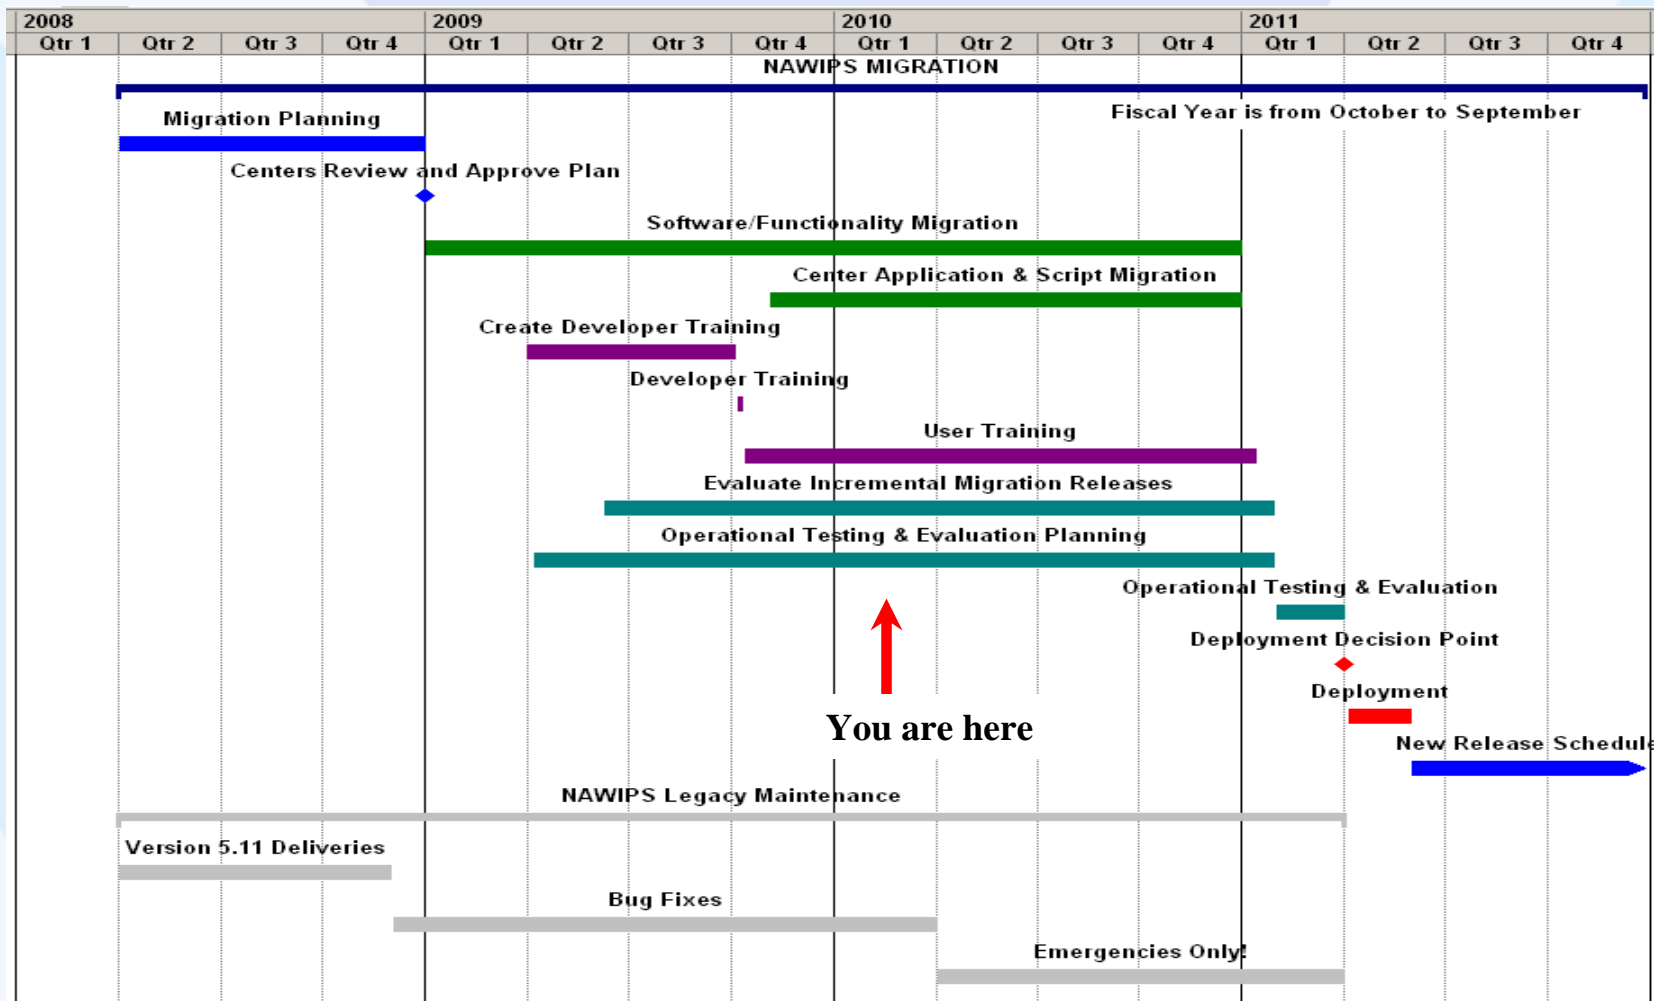 2008 2009 2010 2011
Qtr 1 Qtr 2 Qtr 3 Qtr 4 Qtr 1 Qtr 2 Qtr 3 Qtr 4 Qtr 1 Qtr 2 Qtr 3 Qtr 4 Qtr 1 Qtr 2 Qtr 3 Qtr 4
NAWIPS MIGRATION
Fiscal Year is from October to September
Migration Planning
Centers Review and Approve Plan
Software/Functionality Migration
Center Application & Script Migration
Create Developer Training
Developer Training
User Training
Evaluate Incremental Migration Releases
Operational Testing & Evaluation Planning
Operational Testing & Evaluation
Deployment Decision Point
Deployment
You are here
New Release Schedule
NAWIPS Legacy Maintenance
Version 5.11 Deliveries
Bug Fixes
Emergencies Only!